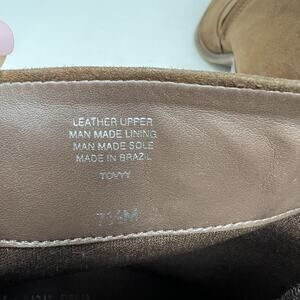 LEATHER UPPER
MAN MADE LINING
MAN MADE SOLE
MADE IN BRAZIL
TOVYY